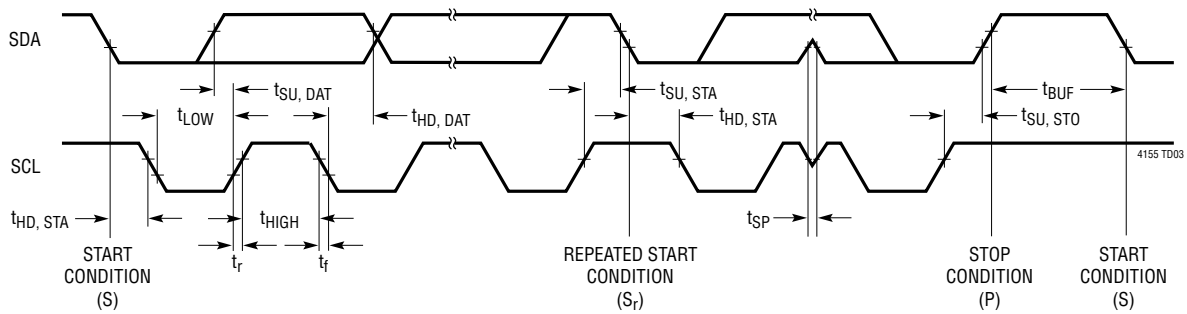 SDA
tSU, DAT
tSU, STA
tBUF
tLOW
tHD, DAT
tHD, STA
tSU, STO
SCL
4155 TD03
tHD, STA
tHIGH
tSP
tr
tf
START
CONDITION
(S)
REPEATED START
CONDITION
(Sr)
STOP
CONDITION
(P)
START
CONDITION
(S)